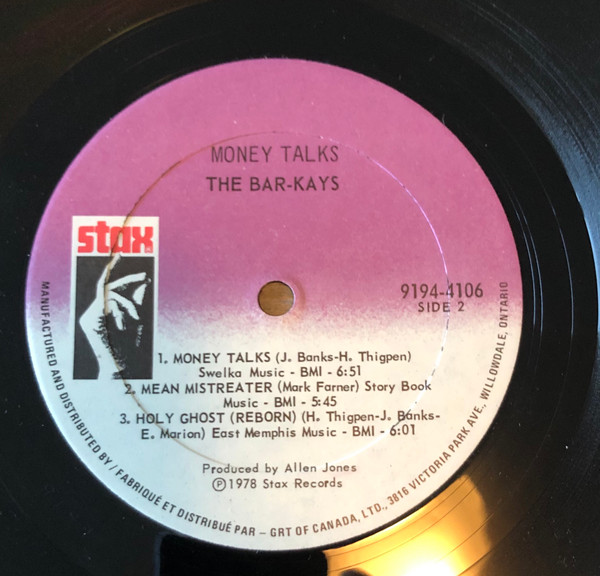 MONEY TALKS
THE BAR-KAYS
stax
9194-4106
SIDE 2
1. MONEY TALKS (J. Banks-H. Thigpen)
Swelka Music - BMI - 6:51
2. MEAN MISTREATER (Mark Farner) Story Book
Music - BMI - 5:45
3. HOLY GHOST (REBORN) (H. Thigpen-J. Banks-
E. Marion) East Memphis Music - BMI - 6:01
Produced by Allen Jones
Ⓟ1978 Stax Records
MANUFACTURED AND DISTRIBUTED BY / FABRIQUÉ ET DISTRIBUÉ PAR – GRT OF CANADA, LTD., 3816 VICTORIA PARK AVE., WILLOWDALE, ONTARIO